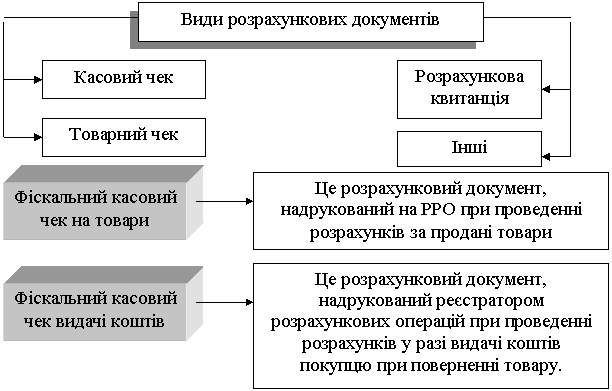 Види розрахункових документів
Касовий чек
Товарний чек
Розрахункова
квитанція
Інші
Фіскальний касовий
чек на товари
Це розрахунковий документ,
надрукований на РРО при проведенні
розрахунків за продані товари
Фіскальний касовий
чек видачі коштів
Це розрахунковий документ,
надрукований реєстратором
розрахункових операцій при проведенні
розрахунків у разі видачі коштів
покупцю при поверненні товару.